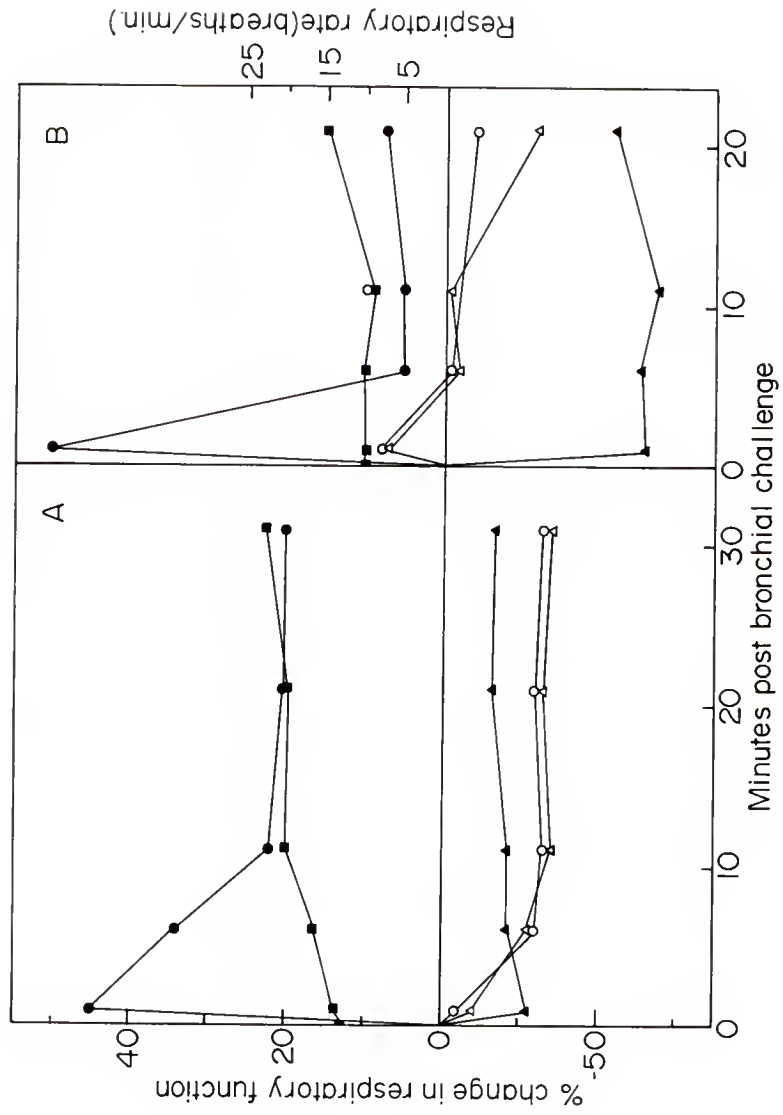 Respiratory rate(breaths/min.)
25
15
5
B
A
40
20
0
-50
% change in respiratory function
0
10
20
30
0
10
20
Minutes post bronchial challenge